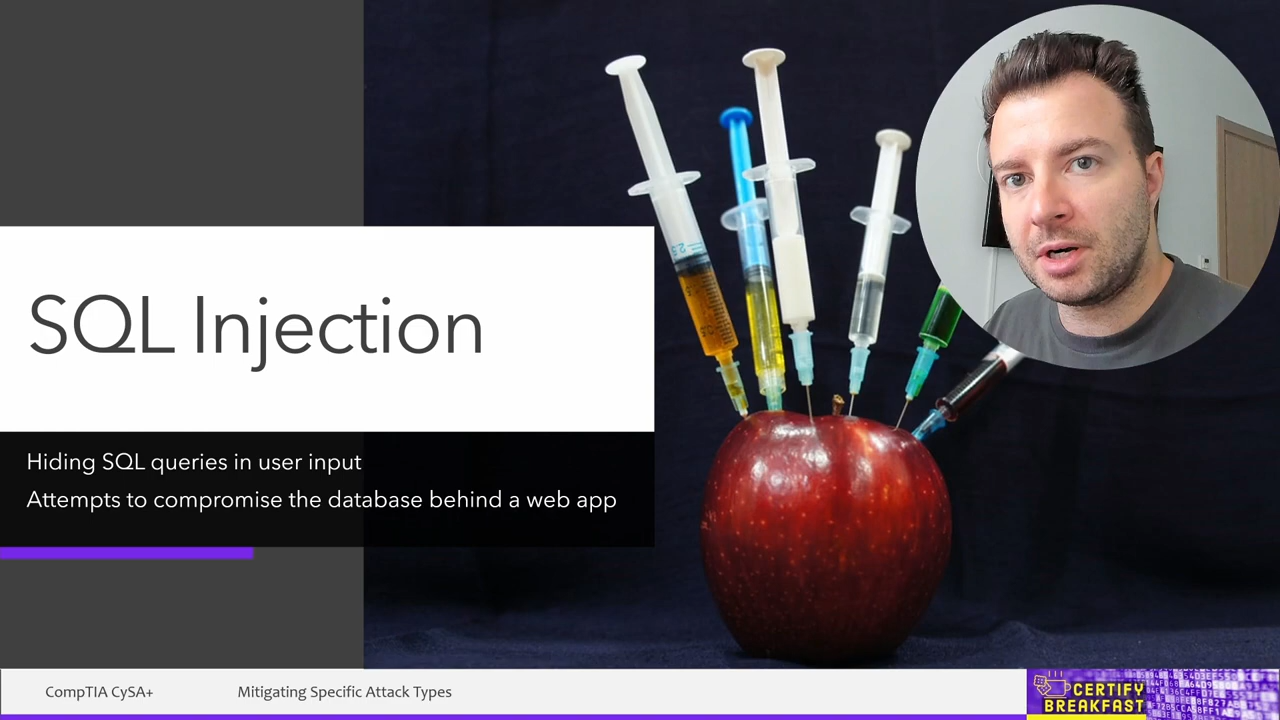 SQL Injection
Hiding SQL queries in user input
Attempts to compromise the database behind a web app
CompTIA CySA+
Mitigating Specific Attack Types
CERTIFY
BREAKFAST